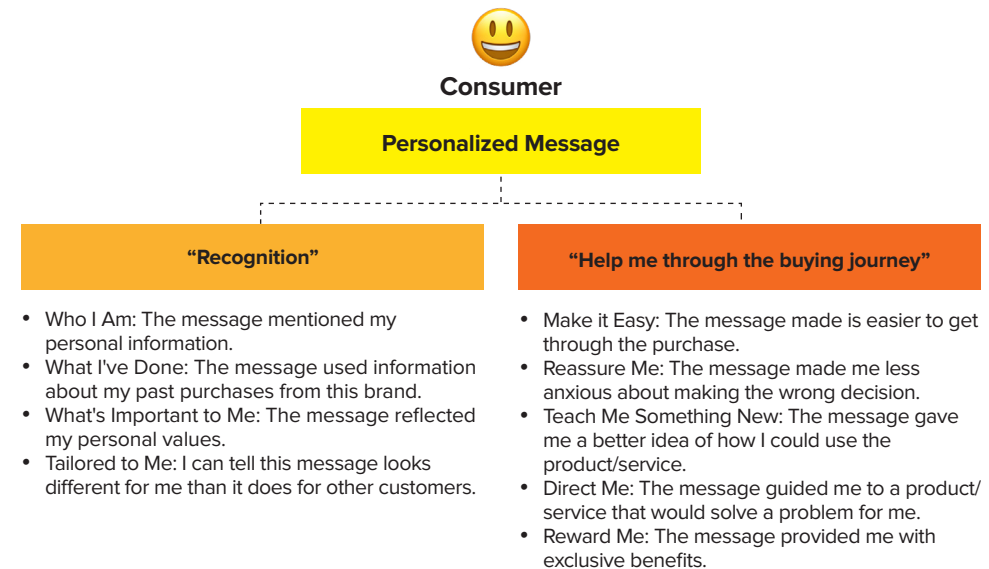 Consumer
Personalized Message
“Recognition”
• Who I Am: The message mentioned my
personal information.
• What I've Done: The message used information
about my past purchases from this brand.
• What's Important to Me: The message reflected
my personal values.
• Tailored to Me: I can tell this message looks
different for me than it does for other customers.
“Help me through the buying journey”
• Make it Easy: The message made is easier to get
through the purchase.
• Reassure Me: The message made me less
anxious about making the wrong decision.
• Teach Me Something New: The message gave
me a better idea of how I could use the
product/service.
• Direct Me: The message guided me to a product/
service that would solve a problem for me.
• Reward Me: The message provided me with
exclusive benefits.